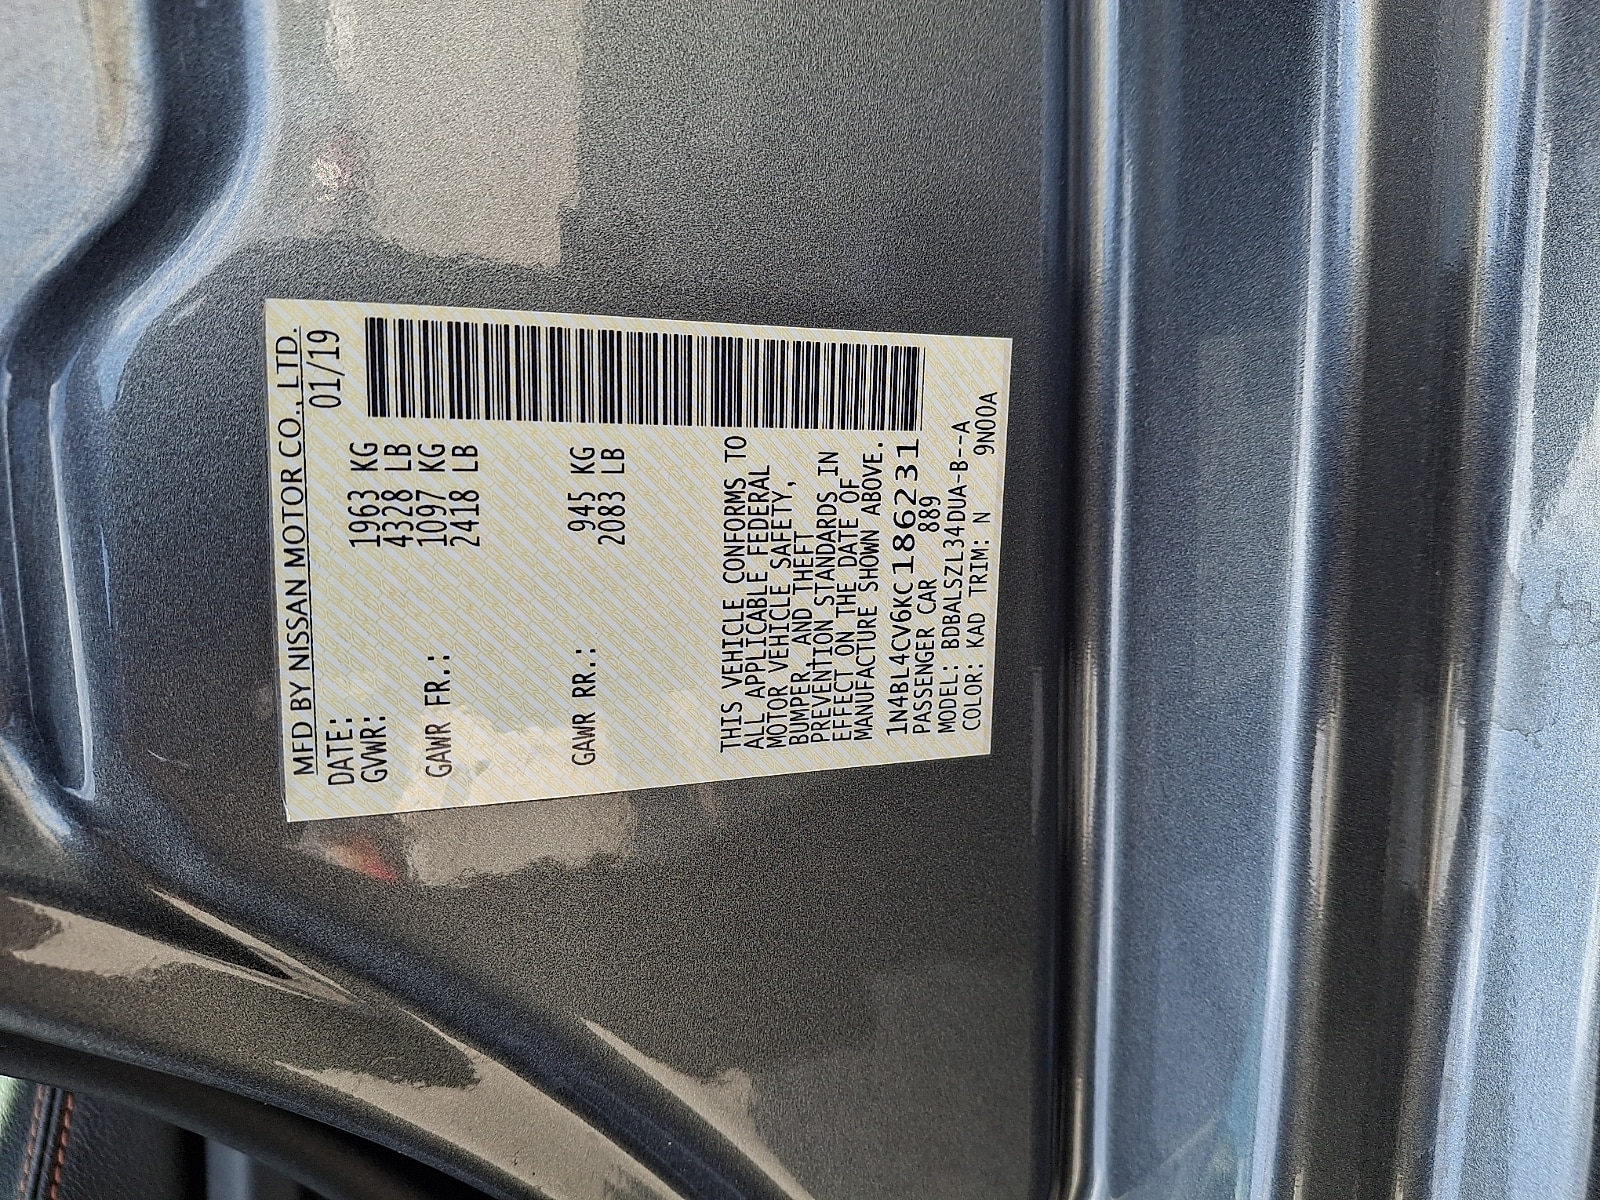 MFD BY NISSAN MOTOR CO., LTD.
DATE: 01/19
GVWR: 1963 KG
4328 LB
GAWR FR.: 1097 KG
2418 LB
GAWR RR.: 945 KG
2083 LB
THIS VEHICLE CONFORMS TO
ALL APPLICABLE FEDERAL
MOTOR VEHICLE SAFETY,
BUMPER, AND THEFT
PREVENTION STANDARDS IN
EFFECT ON THE DATE OF
MANUFACTURE SHOWN ABOVE.
1N4BL4CV6KC186231
PASSENGER CAR 889
MODEL: BDBALSZL34DUA-B--A
COLOR: KAD TRIM: N 9N00A